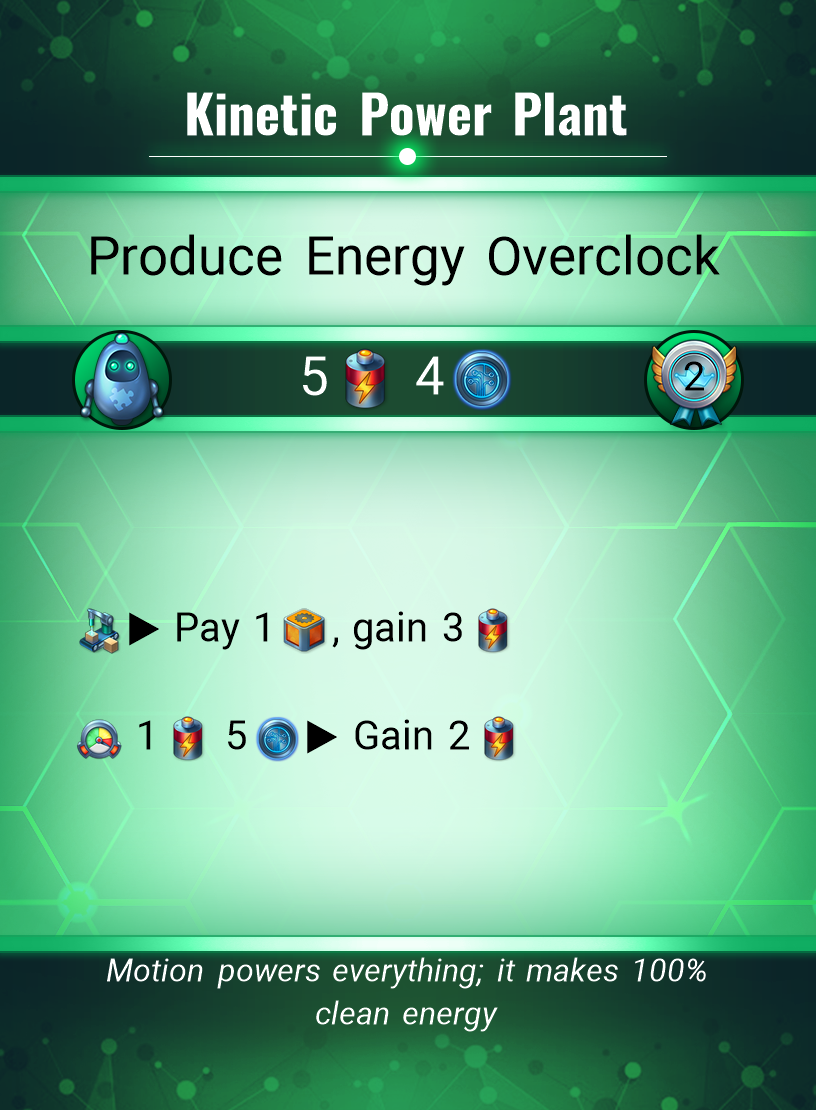 Kinetic Power Plant
Produce Energy Overclock
5 4 2
▶ Pay 1 , gain 3
1 5 ▶ Gain 2
Motion powers everything; it makes 100%
clean energy